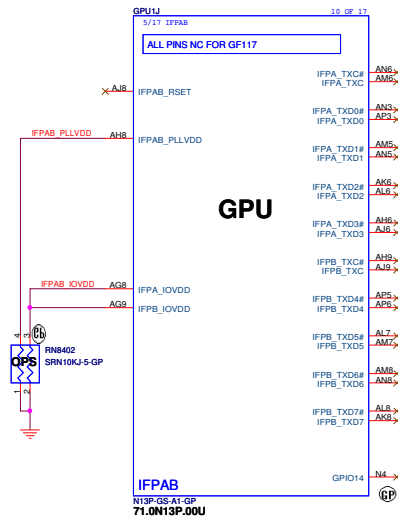 GPU1J
10 OF 17
5/17 IFPAB
ALL PINS NC FOR GF117
AJ8 IFPAB_RSET
IFPAB_PLLVDD AH8 IFPAB_PLLVDD
IFPAB_IOVDD AG8 IFPA_IOVDD
AG9 IFPB_IOVDD
GPU
IFPA_TXC# AN6
IFPA_TXC AM6
IFPA_TXD0# AN3
IFPA_TXD0 AP3
IFPA_TXD1# AM5
IFPA_TXD1 AN5
IFPA_TXD2# AK6
IFPA_TXD2 AL6
IFPA_TXD3# AH6
IFPA_TXD3 AJ6
IFPB_TXC# AH9
IFPB_TXC AJ9
IFPB_TXD4# AP5
IFPB_TXD4 AP6
IFPB_TXD5# AL7
IFPB_TXD5 AM7
IFPB_TXD6# AM8
IFPB_TXD6 AN8
IFPB_TXD7# AL8
IFPB_TXD7 AK8
GPIO14 N4
4 3
OPS
RN8402
SRN10KJ-5-GP
1 2
IFPAB
GP
N13P-GS-A1-GP
71.0N13P.00U